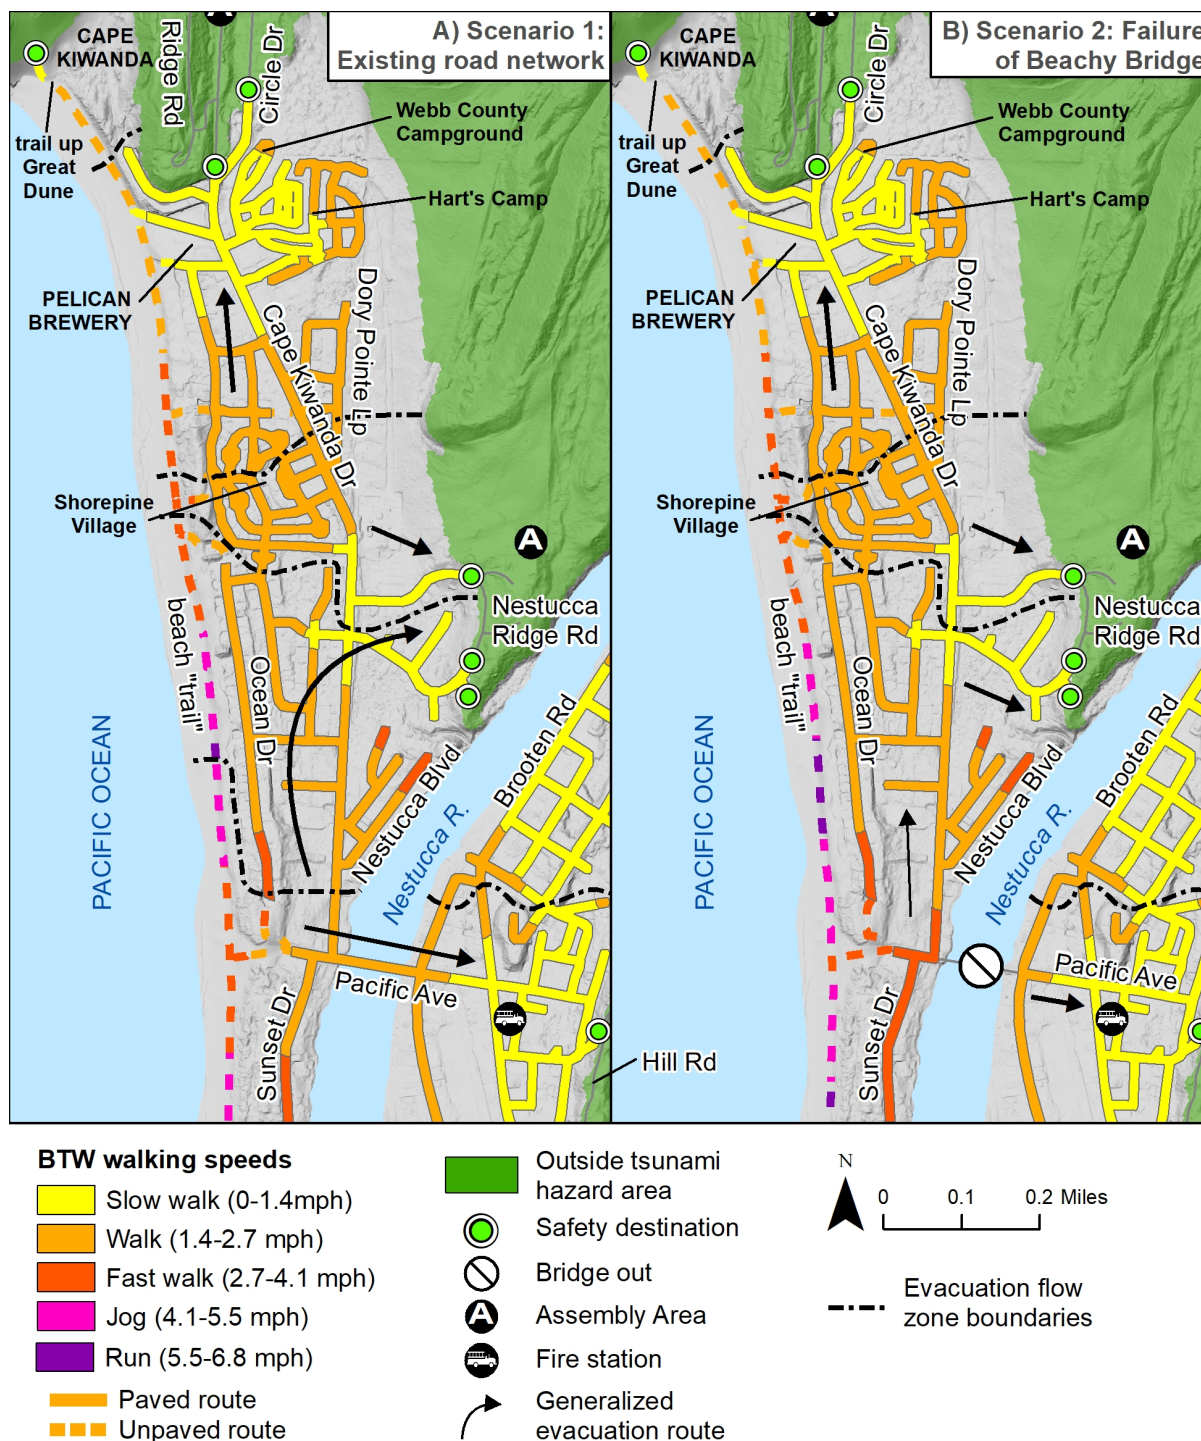 A) Scenario 1:
Existing road network
CAPE
KIWANDA
Ridge Rd
Circle Dr
trail up
Great
Dune
Webb County
Campground
Hart's Camp
PELICAN
BREWERY
Cape Kiwanda Dr
Dory Pointe Lp
Shorepine
Village
A
Nestucca
Ridge Rd
beach "trail"
Ocean Dr
PACIFIC OCEAN
Nestucca Blvd
Nestucca R.
Brooten Rd
Pacific Ave
Sunset Dr
Hill Rd
B) Scenario 2: Failure
of Beachy Bridge
CAPE
KIWANDA
Circle Dr
trail up
Great
Dune
Webb County
Campground
Hart's Camp
PELICAN
BREWERY
Cape Kiwanda Dr
Dory Pointe Lp
Shorepine
Village
A
Nestucca
Ridge Rd
beach "trail"
Ocean Dr
PACIFIC OCEAN
Nestucca Blvd
Nestucca R.
Brooten Rd
Pacific Ave
Sunset Dr
BTW walking speeds
Slow walk (0-1.4mph)
Walk (1.4-2.7 mph)
Fast walk (2.7-4.1 mph)
Jog (4.1-5.5 mph)
Run (5.5-6.8 mph)
Paved route
Unpaved route
Outside tsunami
hazard area
Safety destination
Bridge out
A Assembly Area
Fire station
Generalized
evacuation route
N
0 0.1 0.2 Miles
Evacuation flow
zone boundaries